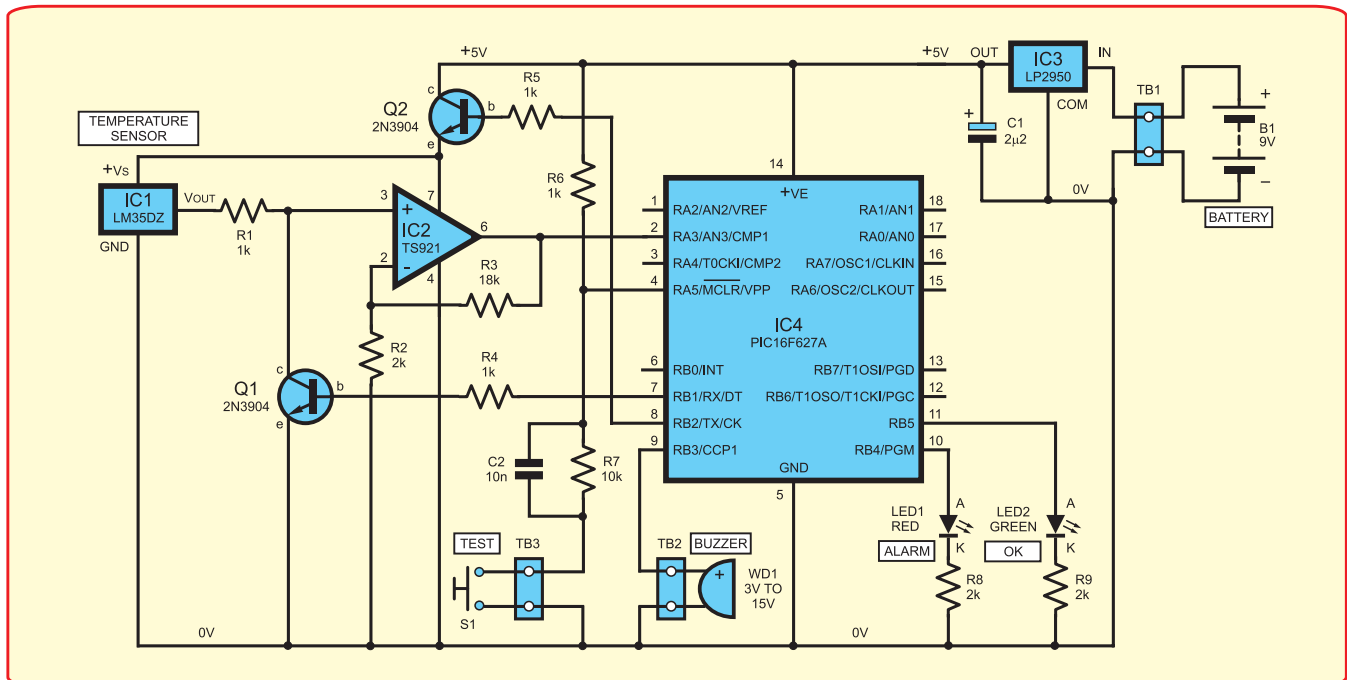 +5V
+5V
OUT
IC3
LP2950
IN
COM
TB1
+
B1
9V
−
BATTERY
+
C1
2µ2
0V
R5
1k
c
b
e
Q2
2N3904
TEMPERATURE
SENSOR
+VS
IC1
LM35DZ
VOUT
GND
R1
1k
R6
1k
3
+
7
IC2
TS921
6
2
-
4
R3
18k
R2
2k
R4
1k
Q1
2N3904
c
b
e
14
+VE
1
RA2/AN2/VREF
RA1/AN1
18
2
RA3/AN3/CMP1
RA0/AN0
17
3
RA4/T0CKI/CMP2
RA7/OSC1/CLKIN
16
4
RA5/MCLR/VPP
RA6/OSC2/CLKOUT
15
IC4
PIC16F627A
6
RB0/INT
RB7/T1OSI/PGD
13
7
RB1/RX/DT
RB6/T1OSO/T1CKI/PGC
12
8
RB2/TX/CK
RB5
11
9
RB3/CCP1
RB4/PGM
10
GND
5
C2
10n
R7
10k
TEST
TB3
S1
TB2
BUZZER
+
WD1
3V TO
15V
LED1
RED
A
K
ALARM
R8
2k
LED2
GREEN
A
K
OK
R9
2k
0V
0V